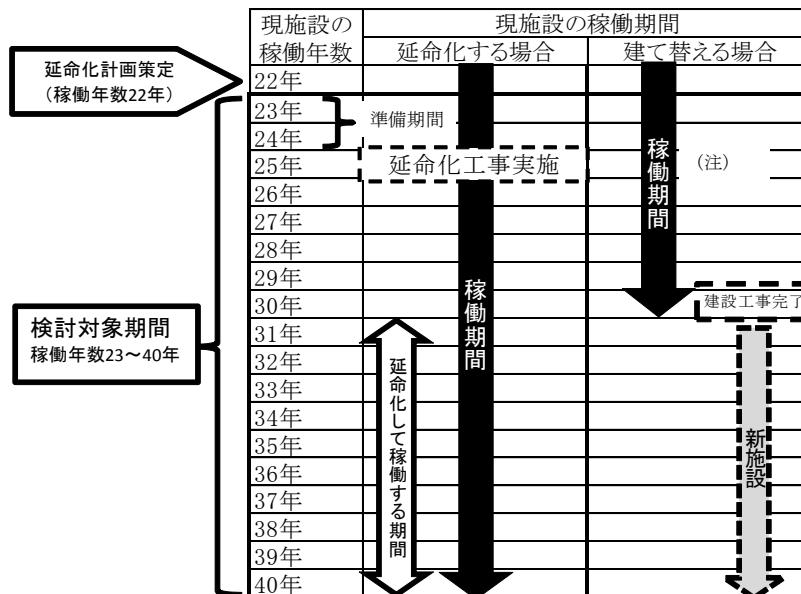 現施設の
稼働年数
現施設の稼働期間
延命化する場合
建て替える場合
延命化計画策定
（稼働年数22年）
22年
23年
24年
準備期間
25年
延命化工事実施
稼働期間
（注）
26年
27年
28年
29年
30年
建設工事完了
稼働期間
検討対象期間
稼働年数23～40年
31年
32年
33年
34年
35年
36年
37年
38年
39年
40年
延命化して稼働する期間
新施設